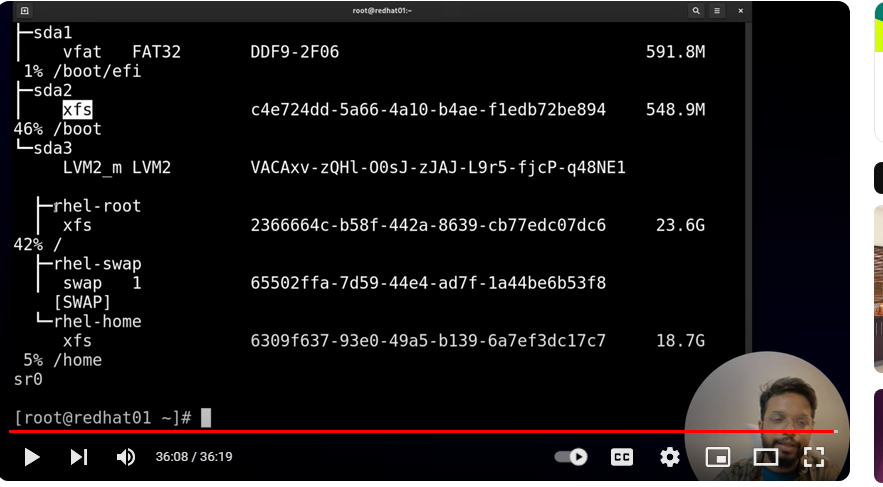 root@redhat01:~
sda1
vfat FAT32 DDF9-2F06 591.8M
1% /boot/efi
sda2
xfs c4e724dd-5a66-4a10-b4ae-f1edb72be894 548.9M
46% /boot
sda3
LVM2_m LVM2 VACAxv-zQHl-O0sJ-zJAJ-L9r5-fjcP-q48NE1
rhel-root
xfs 2366664c-b58f-442a-8639-cb77edc07dc6 23.6G
42% /
rhel-swap
swap 1 65502ffa-7d59-44e4-ad7f-1a44be6b53f8
[SWAP]
rhel-home
xfs 6309f637-93e0-49a5-b139-6a7ef3dc17c7 18.7G
5% /home
sr0
[root@redhat01 ~]#
36:08 / 36:19
CC